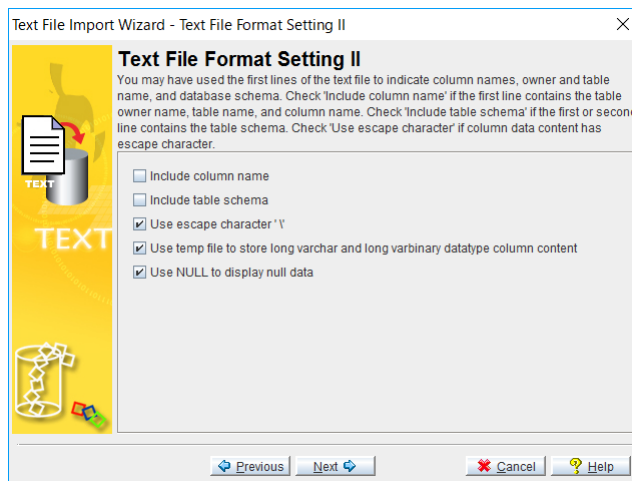 Text File Import Wizard - Text File Format Setting II
Text File Format Setting II
You may have used the first lines of the text file to indicate column names, owner and table
name, and database schema. Check 'Include column name' if the first line contains the table
owner name, table name, and column name. Check 'Include table schema' if the first or second
line contains the table schema. Check 'Use escape character' if column data content has
escape character.
Include column name
Include table schema
Use escape character '\'
Use temp file to store long varchar and long varbinary datatype column content
Use NULL to display null data
TEXT
TEXT
Previous Next Cancel Help